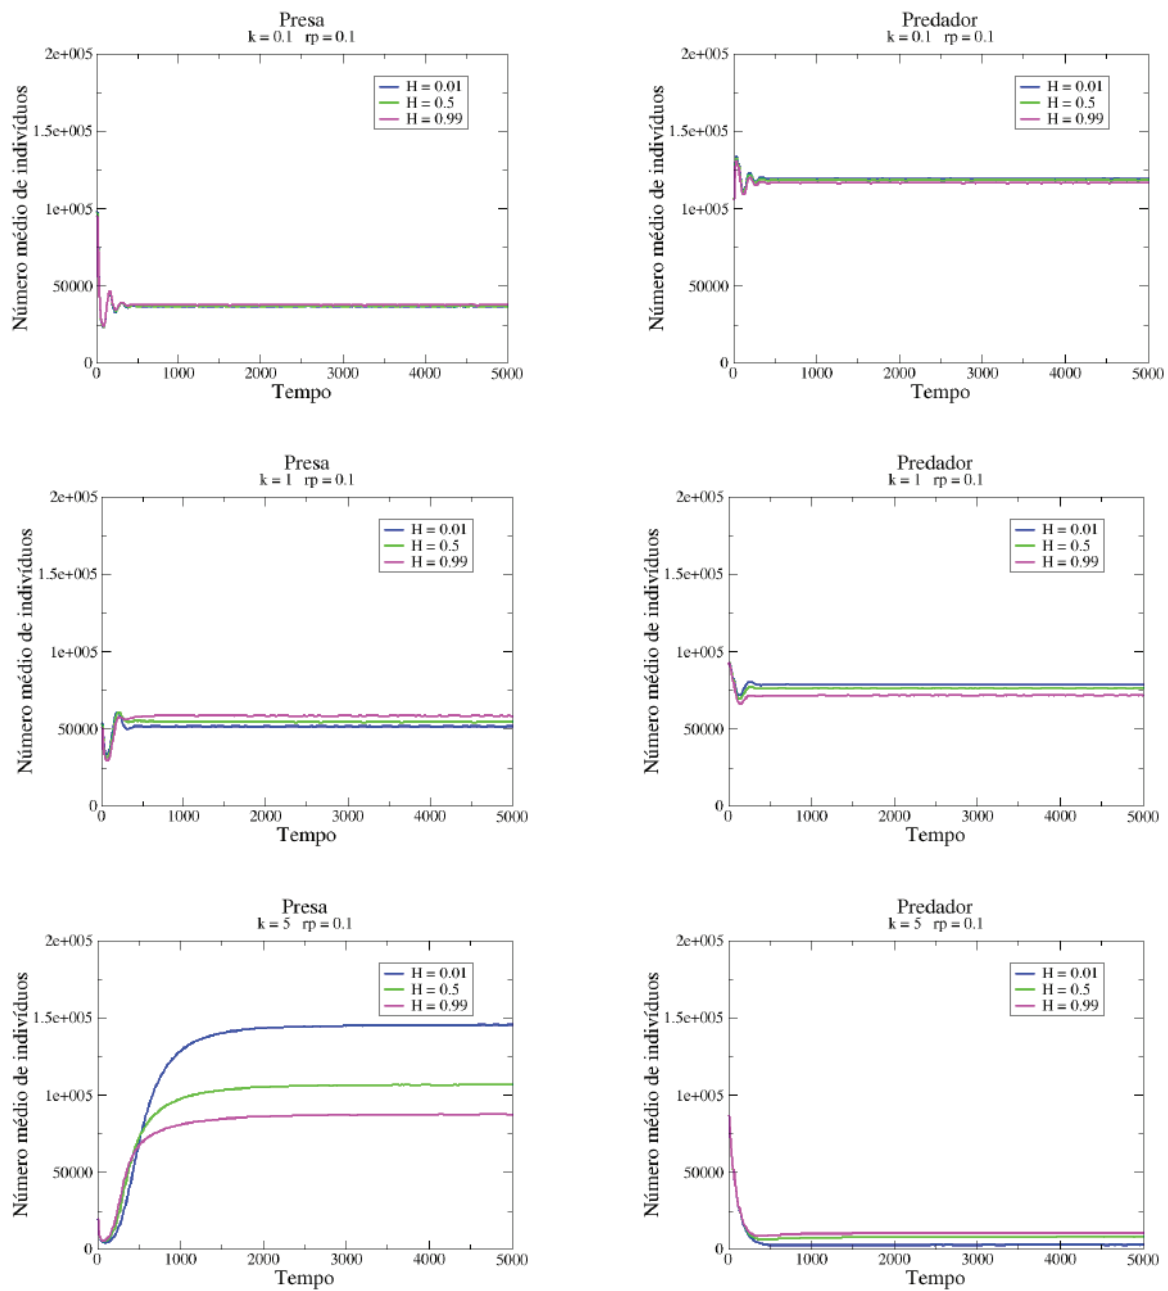 Presa
k = 0.1 rp = 0.1
Número médio de indivíduos
2e+005
1.5e+005
1e+005
50000
0
H = 0.01
H = 0.5
H = 0.99
0 1000 2000 3000 4000 5000
Tempo
Predador
k = 0.1 rp = 0.1
Número médio de indivíduos
2e+005
1.5e+005
1e+005
50000
0
H = 0.01
H = 0.5
H = 0.99
0 1000 2000 3000 4000 5000
Tempo
Presa
k = 1 rp = 0.1
Número médio de indivíduos
2e+005
1.5e+005
1e+005
50000
0
H = 0.01
H = 0.5
H = 0.99
0 1000 2000 3000 4000 5000
Tempo
Predador
k = 1 rp = 0.1
Número médio de indivíduos
2e+005
1.5e+005
1e+005
50000
0
H = 0.01
H = 0.5
H = 0.99
0 1000 2000 3000 4000 5000
Tempo
Presa
k = 5 rp = 0.1
Número médio de indivíduos
2e+005
1.5e+005
1e+005
50000
0
H = 0.01
H = 0.5
H = 0.99
0 1000 2000 3000 4000 5000
Tempo
Predador
k = 5 rp = 0.1
Número médio de indivíduos
2e+005
1.5e+005
1e+005
50000
0
H = 0.01
H = 0.5
H = 0.99
0 1000 2000 3000 4000 5000
Tempo